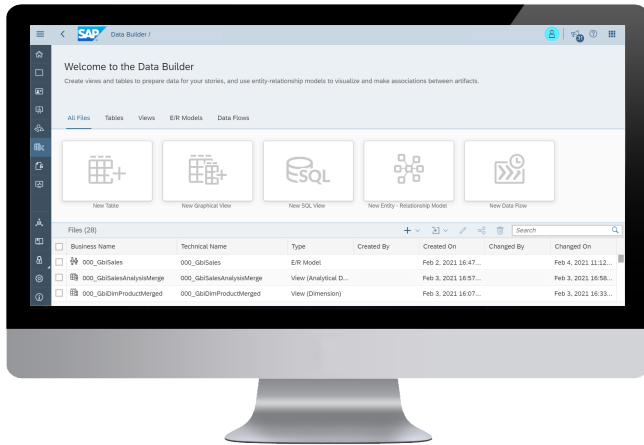 SAP Data Builder /
37
Welcome to the Data Builder
Create views and tables to prepare data for your stories, and use entity-relationship models to visualize and make associations between artifacts.
All Files Tables Views E/R Models Data Flows
SQL
New Table New Graphical View New SQL View New Entity - Relationship Model New Data Flow
Files (28) Search
Business Name Technical Name Type Created By Created On Changed By Changed On
000_GbiSales 000_GbiSales E/R Model Feb 2, 2021 16:47... Feb 4, 2021 11:12...
000_GbiSalesAnalysisMerge 000_GbiSalesAnalysisMerge View (Analytical D... Feb 3, 2021 16:57... Feb 3, 2021 16:58...
000_GbiDimProductMerged 000_GbiDimProductMerged View (Dimension) Feb 3, 2021 16:07... Feb 3, 2021 16:33...